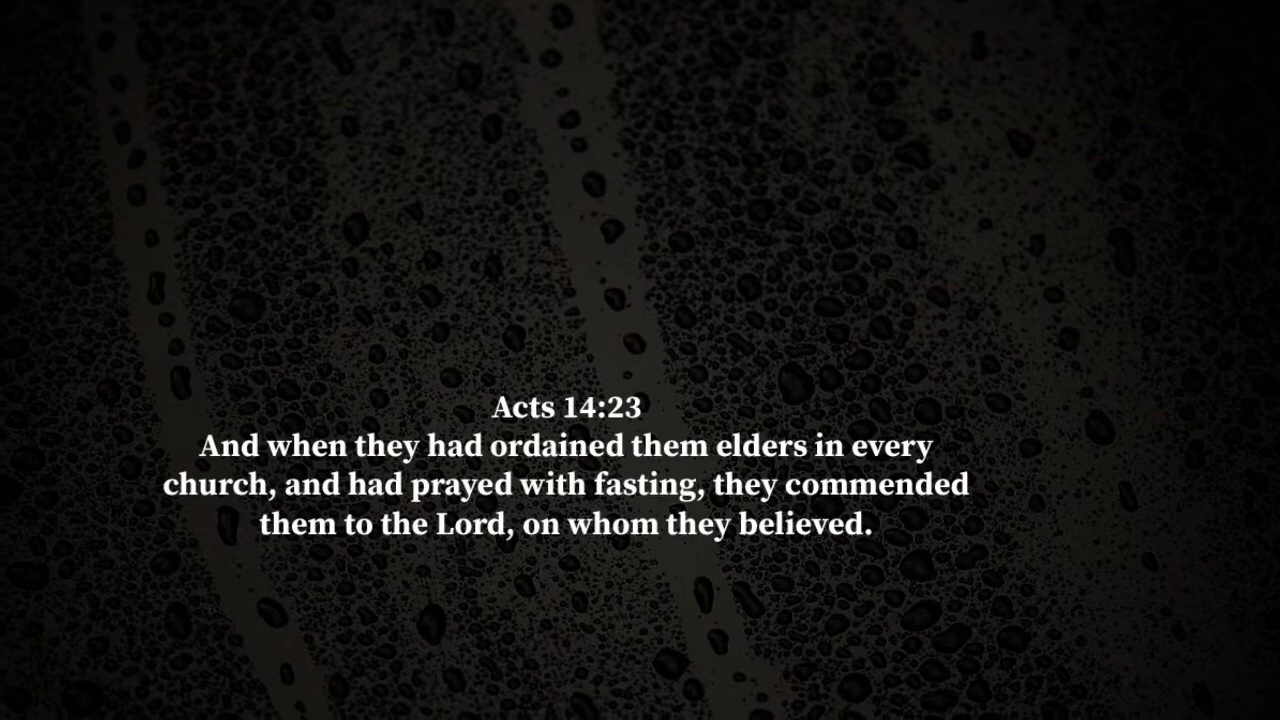 Acts 14:23
And when they had ordained them elders in every
church, and had prayed with fasting, they commended
them to the Lord, on whom they believed.